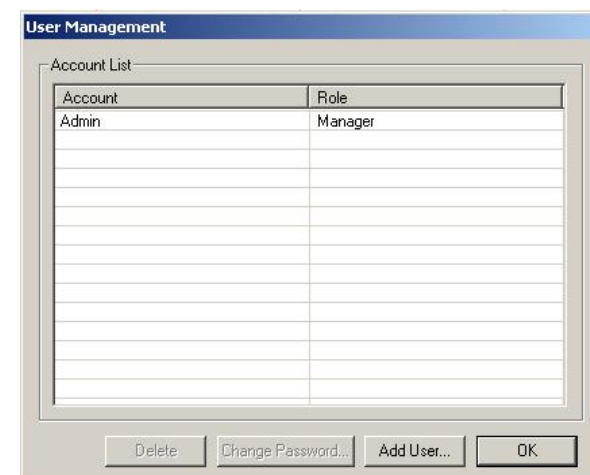 User Management
Account List
Account Role
Admin Manager
Delete Change Password... Add User... OK